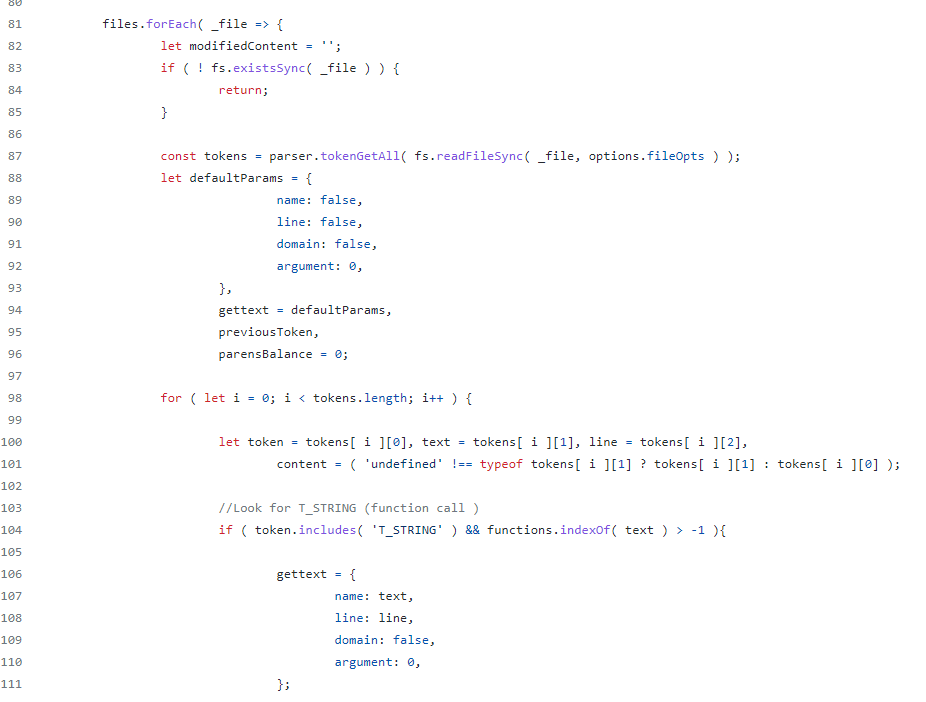 80
81 files.forEach( _file => {
82 let modifiedContent = '';
83 if ( ! fs.existsSync( _file ) ) {
84 return;
85 }
86
87 const tokens = parser.tokenGetAll( fs.readFileSync( _file, options.fileOpts ) );
88 let defaultParams = {
89 name: false,
90 line: false,
91 domain: false,
92 argument: 0,
93 },
94 gettext = defaultParams,
95 previousToken,
96 parensBalance = 0;
97
98 for ( let i = 0; i < tokens.length; i++ ) {
99
100 let token = tokens[ i ][0], text = tokens[ i ][1], line = tokens[ i ][2],
101 content = ( 'undefined' !== typeof tokens[ i ][1] ? tokens[ i ][1] : tokens[ i ][0] );
102
103 //Look for T_STRING (function call )
104 if ( token.includes( 'T_STRING' ) && functions.indexOf( text ) > -1 ){
105
106 gettext = {
107 name: text,
108 line: line,
109 domain: false,
110 argument: 0,
111 };